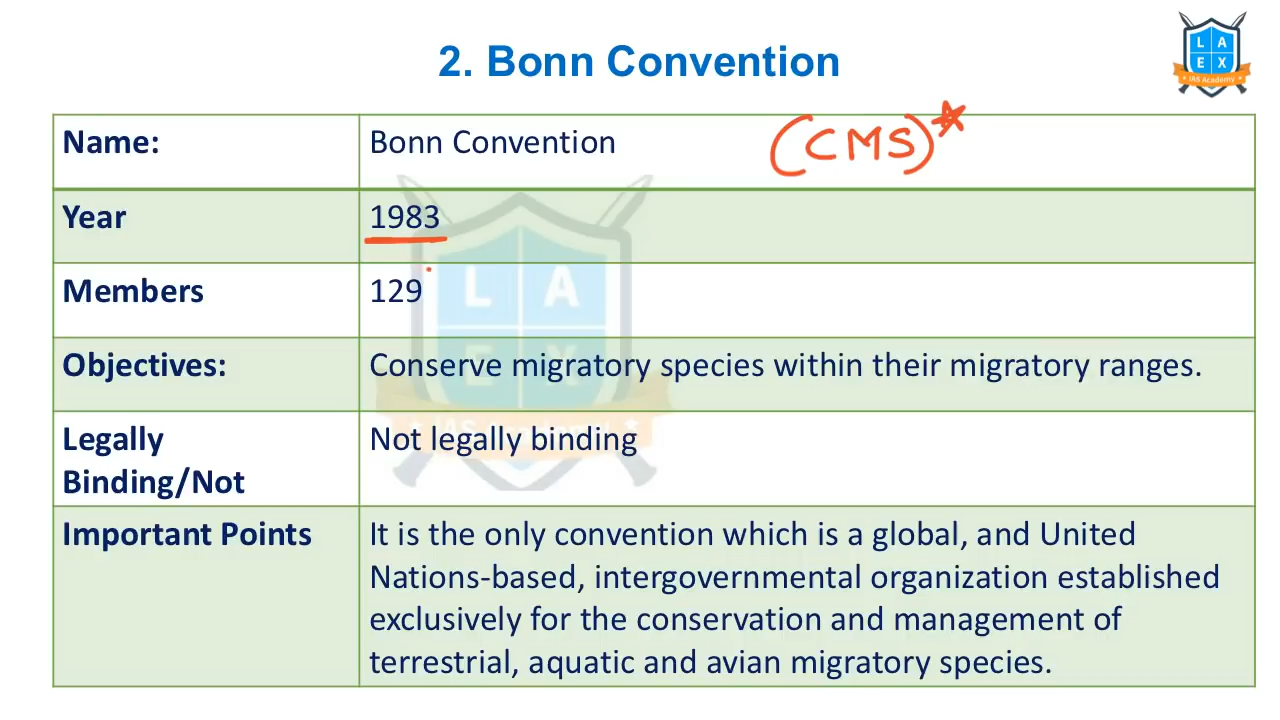 2. Bonn Convention
L A
E X
IAS Academy
Name: Bonn Convention (CMS)*
Year 1983
Members 129
Objectives: Conserve migratory species within their migratory ranges.
Legally Not legally binding
Binding/Not
Important Points It is the only convention which is a global, and United
Nations-based, intergovernmental organization established
exclusively for the conservation and management of
terrestrial, aquatic and avian migratory species.
L A
E X
IAS Academy